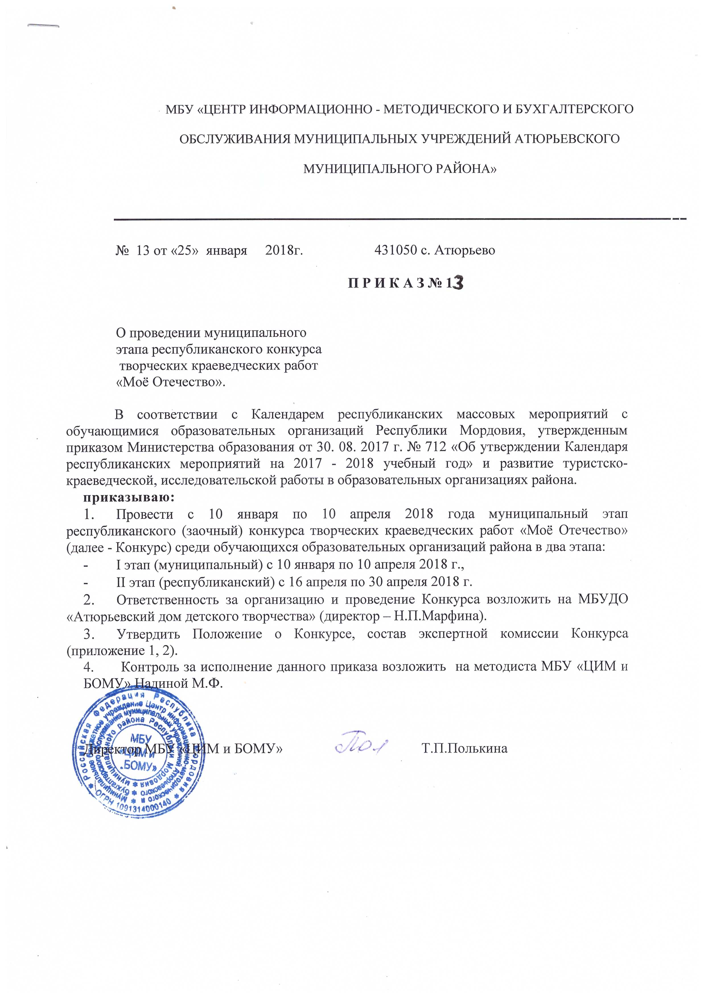 МБУ «ЦЕНТР ИНФОРМАЦИОННО - МЕТОДИЧЕСКОГО И БУХГАЛТЕРСКОГО
ОБСЛУЖИВАНИЯ МУНИЦИПАЛЬНЫХ УЧРЕЖДЕНИЙ АТЮРЬЕВСКОГО
МУНИЦИПАЛЬНОГО РАЙОНА»
№ 13 от «25» января 2018г. 431050 с. Атюрьево
П Р И К А З № 13
О проведении муниципального
этапа республиканского конкурса
творческих краеведческих работ
«Моё Отечество».
В соответствии с Календарем республиканских массовых мероприятий с
обучающимися образовательных организаций Республики Мордовия, утвержденным
приказом Министерства образования от 30. 08. 2017 г. № 712 «Об утверждении Календаря
республиканских мероприятий на 2017 - 2018 учебный год» и развитие туристско-
краеведческой, исследовательской работы в образовательных организациях района.
приказываю:
1. Провести с 10 января по 10 апреля 2018 года муниципальный этап
республиканского (заочный) конкурса творческих краеведческих работ «Моё Отечество»
(далее - Конкурс) среди обучающихся образовательных организаций района в два этапа:
- I этап (муниципальный) с 10 января по 10 апреля 2018 г.,
- II этап (республиканский) с 16 апреля по 30 апреля 2018 г.
2. Ответственность за организацию и проведение Конкурса возложить на МБУДО
«Атюрьевский дом детского творчества» (директор – Н.П.Марфина).
3. Утвердить Положение о Конкурсе, состав экспертной комиссии Конкурса
(приложение 1, 2).
4. Контроль за исполнение данного приказа возложить на методиста МБУ «ЦИМ и
БОМУ» Надиной М.Ф.
Директор МБУ «ЦИМ и БОМУ» Пол Т.П.Полькина
Российская Федерация Республика Мордовия
ОГРН 1091314000140
Муниципальное бюджетное учреждение Центр информационно-методического и
бухгалтерского обслуживания муниципальных учреждений Атюрьевского
муниципального района Республики Мордовия
МБУ
«ЦИМ и
БОМУ»